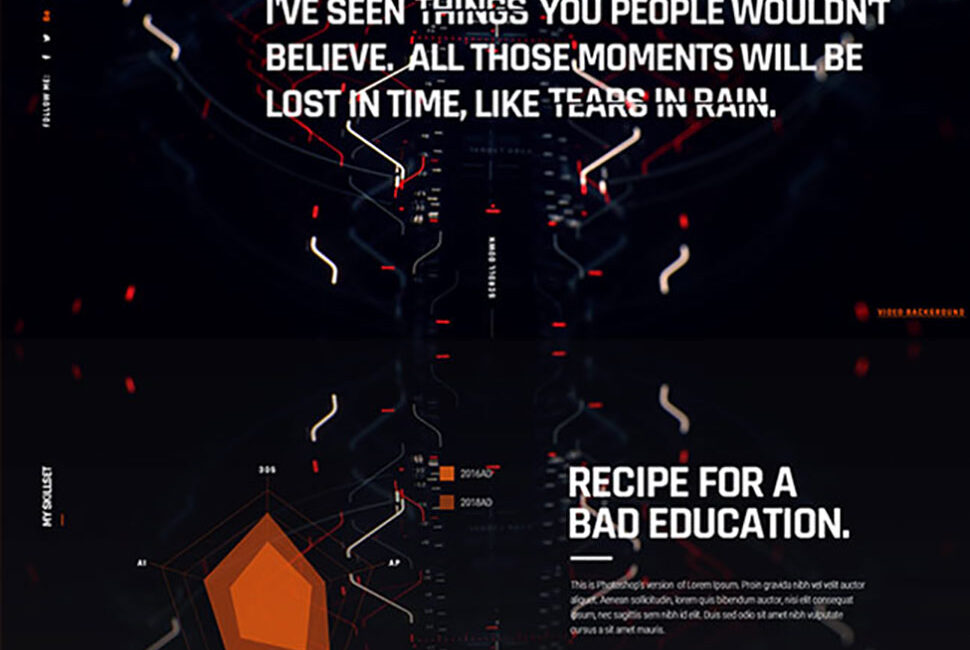 I'VE SEEN THINGS YOU PEOPLE WOULDN'T
BELIEVE. ALL THOSE MOMENTS WILL BE
LOST IN TIME, LIKE TEARS IN RAIN.
FOLLOW ME:
SCROLL DOWN
VIDEO BACKGROUND
MY SKILLSET
3DS
AI
AP
2016AD
2018AD
RECIPE FOR A
BAD EDUCATION.
This is Photoshop's version of Lorem Ipsum. Proin gravida nibh vel velit auctor
aliquet. Aenean sollicitudin, lorem quis bibendum auctor, nisi elit consequat
ipsum, nec sagittis sem nibh id elit. Duis sed odio sit amet nibh vulputate
cursus a sit amet mauris.